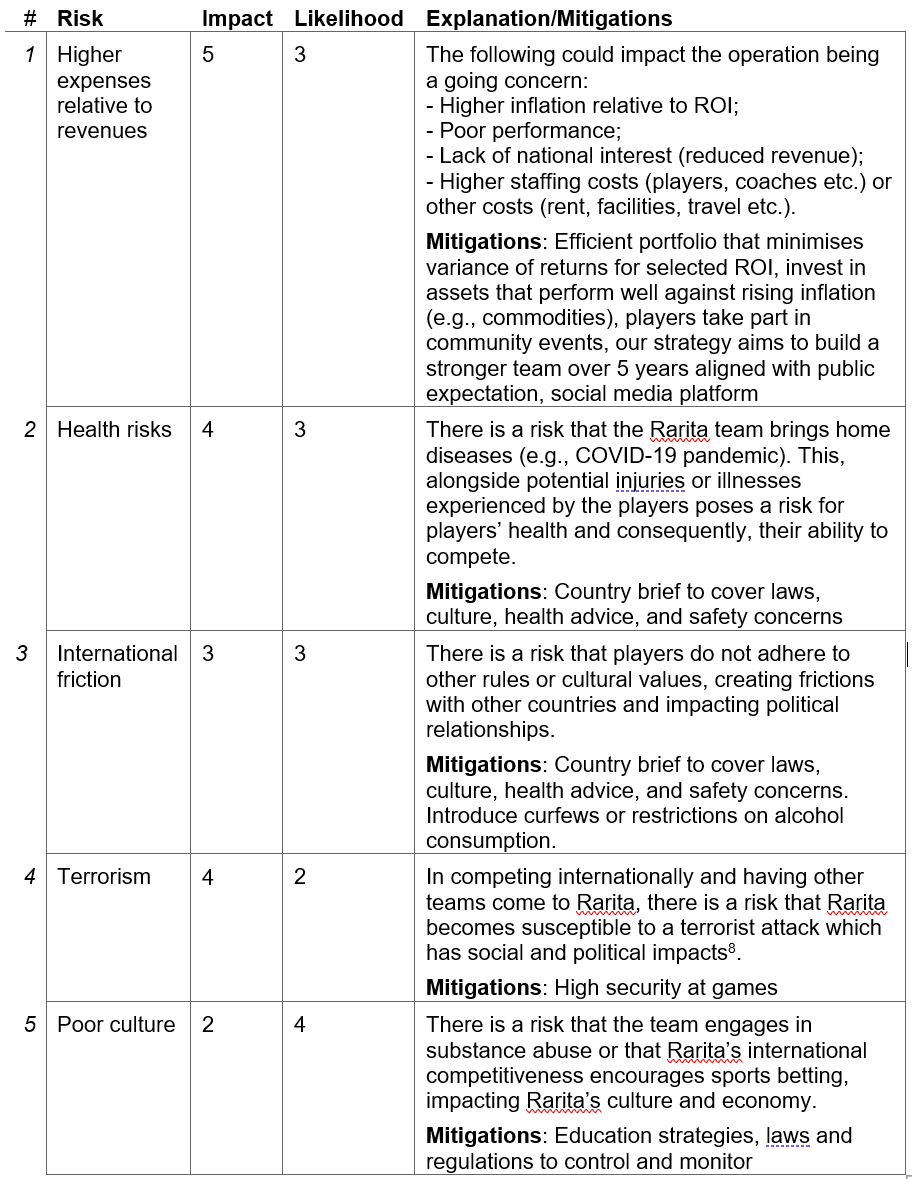 # Risk Impact Likelihood Explanation/Mitigations
1 Higher 5 3 The following could impact the operation being
expenses a going concern:
relative to - Higher inflation relative to ROI;
revenues - Poor performance;
- Lack of national interest (reduced revenue);
- Higher staffing costs (players, coaches etc.) or
other costs (rent, facilities, travel etc.).
Mitigations: Efficient portfolio that minimises
variance of returns for selected ROI, invest in
assets that perform well against rising inflation
(e.g., commodities), players take part in
community events, our strategy aims to build a
stronger team over 5 years aligned with public
expectation, social media platform
2 Health risks 4 3 There is a risk that the Rarita team brings home
diseases (e.g., COVID-19 pandemic). This,
alongside potential injuries or illnesses
experienced by the players poses a risk for
players’ health and consequently, their ability to
compete.
Mitigations: Country brief to cover laws,
culture, health advice, and safety concerns
3 International 3 3 There is a risk that players do not adhere to
friction other rules or cultural values, creating frictions
with other countries and impacting political
relationships.
Mitigations: Country brief to cover laws,
culture, health advice, and safety concerns.
Introduce curfews or restrictions on alcohol
consumption.
4 Terrorism 4 2 In competing internationally and having other
teams come to Rarita, there is a risk that Rarita
becomes susceptible to a terrorist attack which
has social and political impacts⁸.
Mitigations: High security at games
5 Poor culture 2 4 There is a risk that the team engages in
substance abuse or that Rarita’s international
competitiveness encourages sports betting,
impacting Rarita’s culture and economy.
Mitigations: Education strategies, laws and
regulations to control and monitor